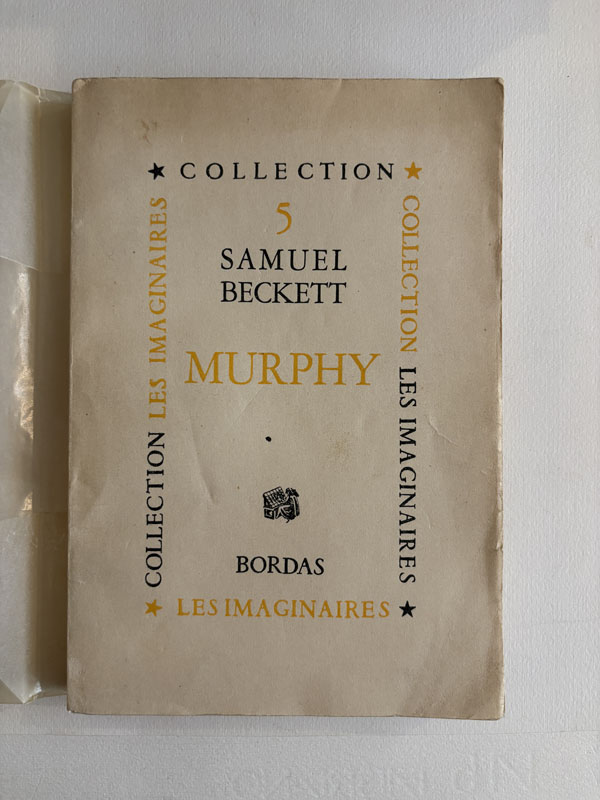 ★ COLLECTION ★
5
SAMUEL
BECKETT
MURPHY
BORDAS
★ LES IMAGINAIRES ★
COLLECTION LES IMAGINAIRES
COLLECTION LES IMAGINAIRES